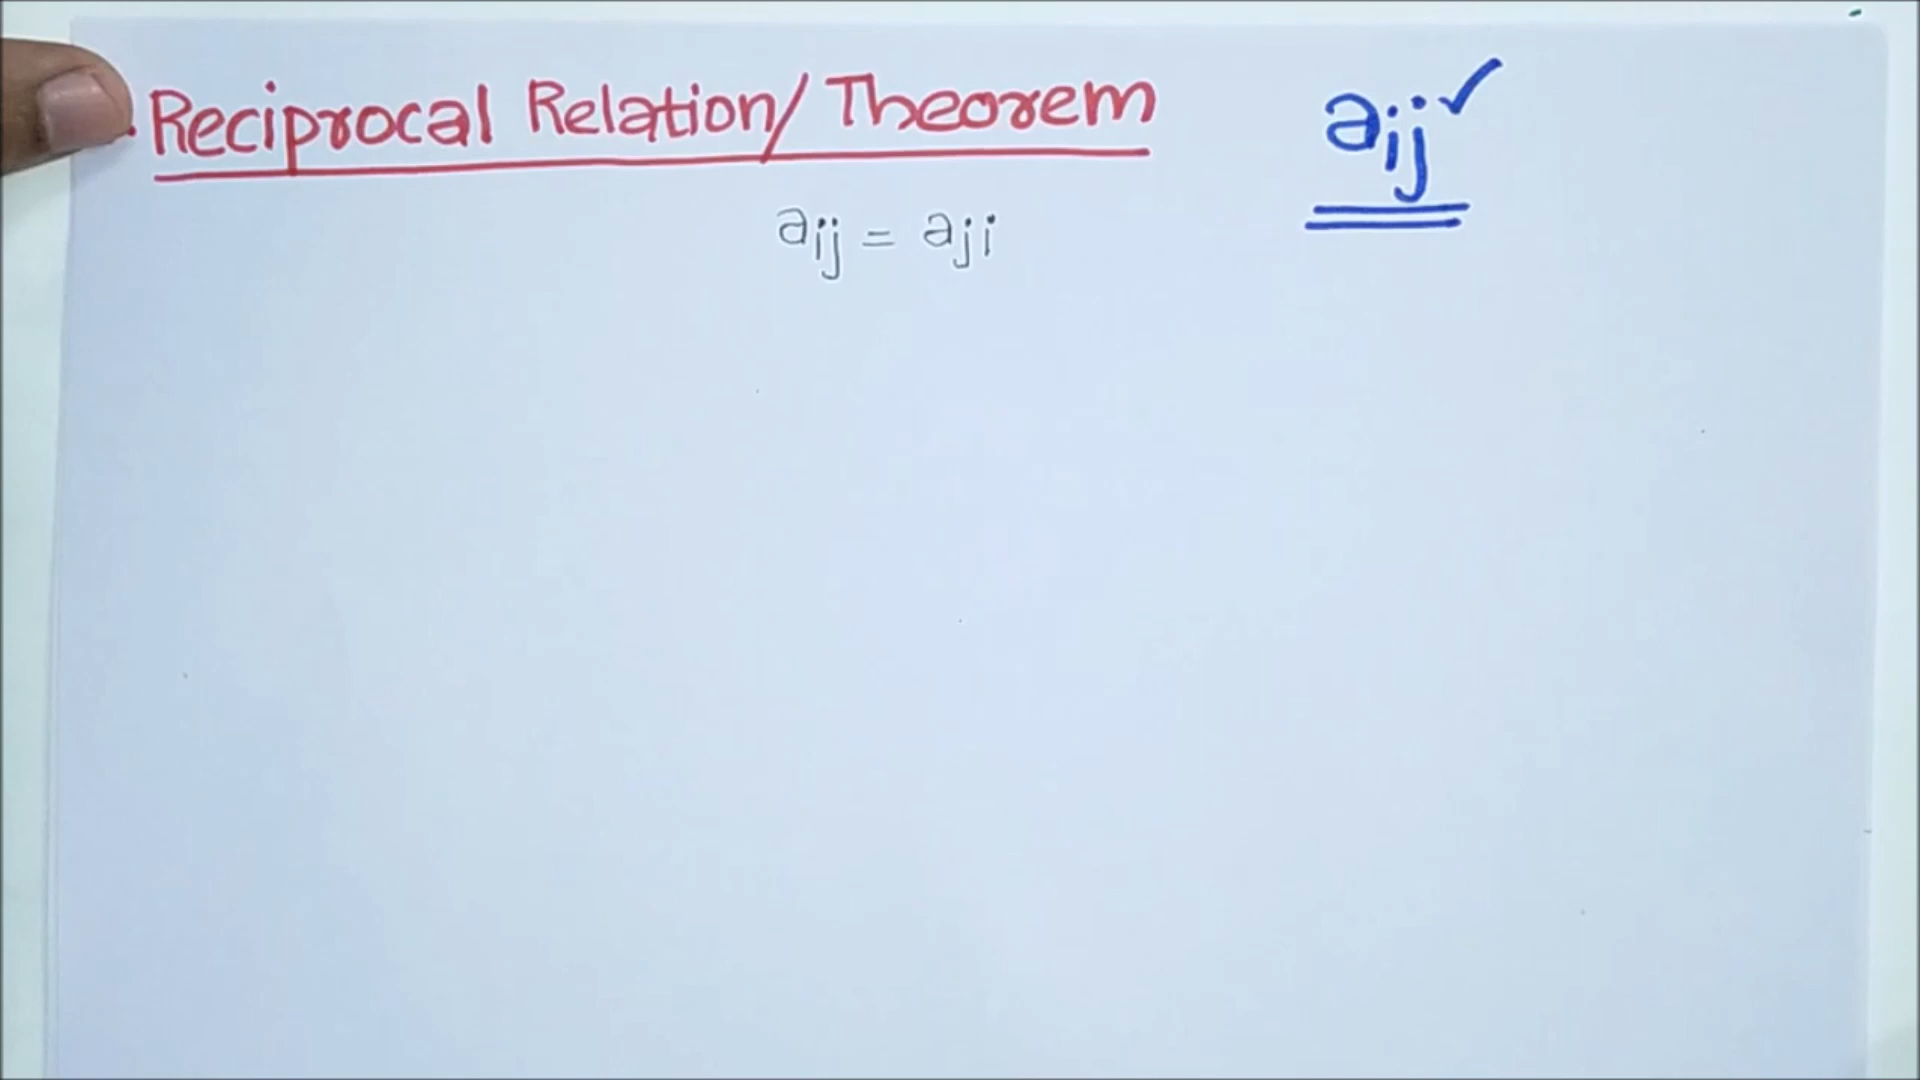 Reciprocal Relation/Theorem
aij✓
aij = aji